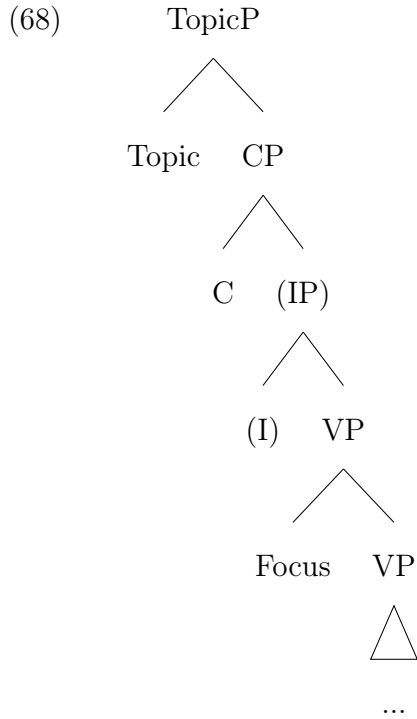 (68) TopicP
Topic CP
C (IP)
(I) VP
Focus VP
...